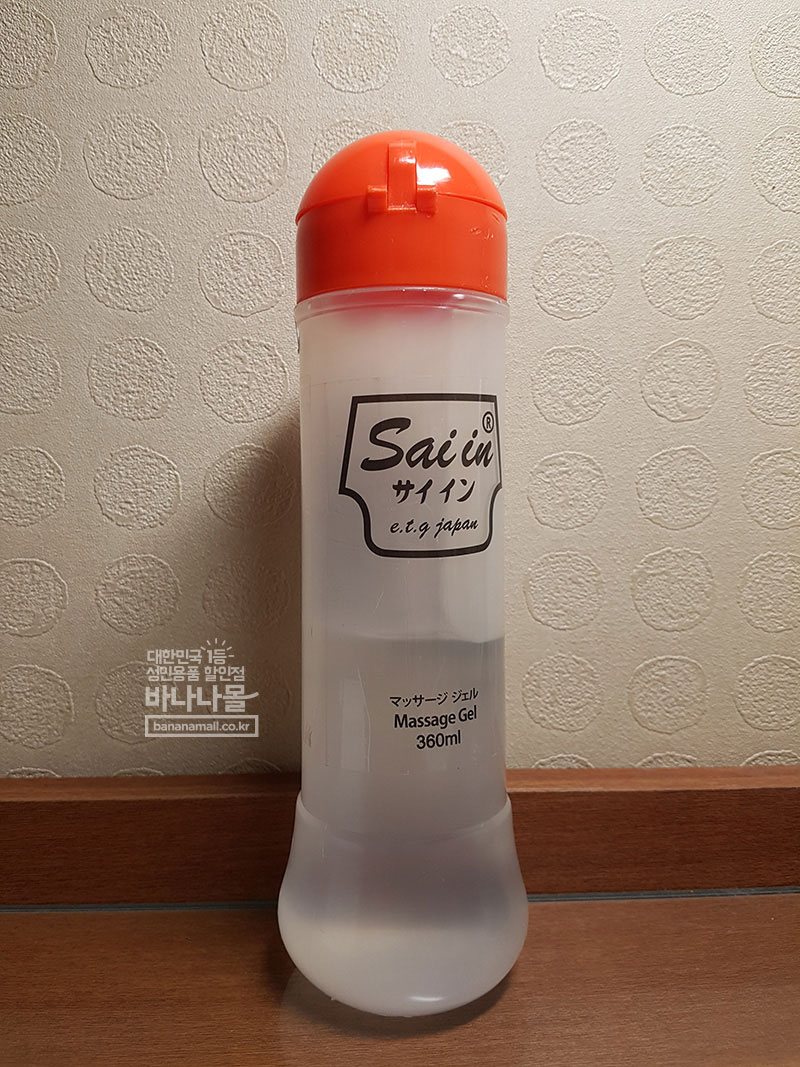 Sai in®
サイイン
e.t.g japan
대한민국 1등
성인용품 할인점
바나나몰
bananamall.co.kr
マッサージ ジェル
Massage Gel
360ml